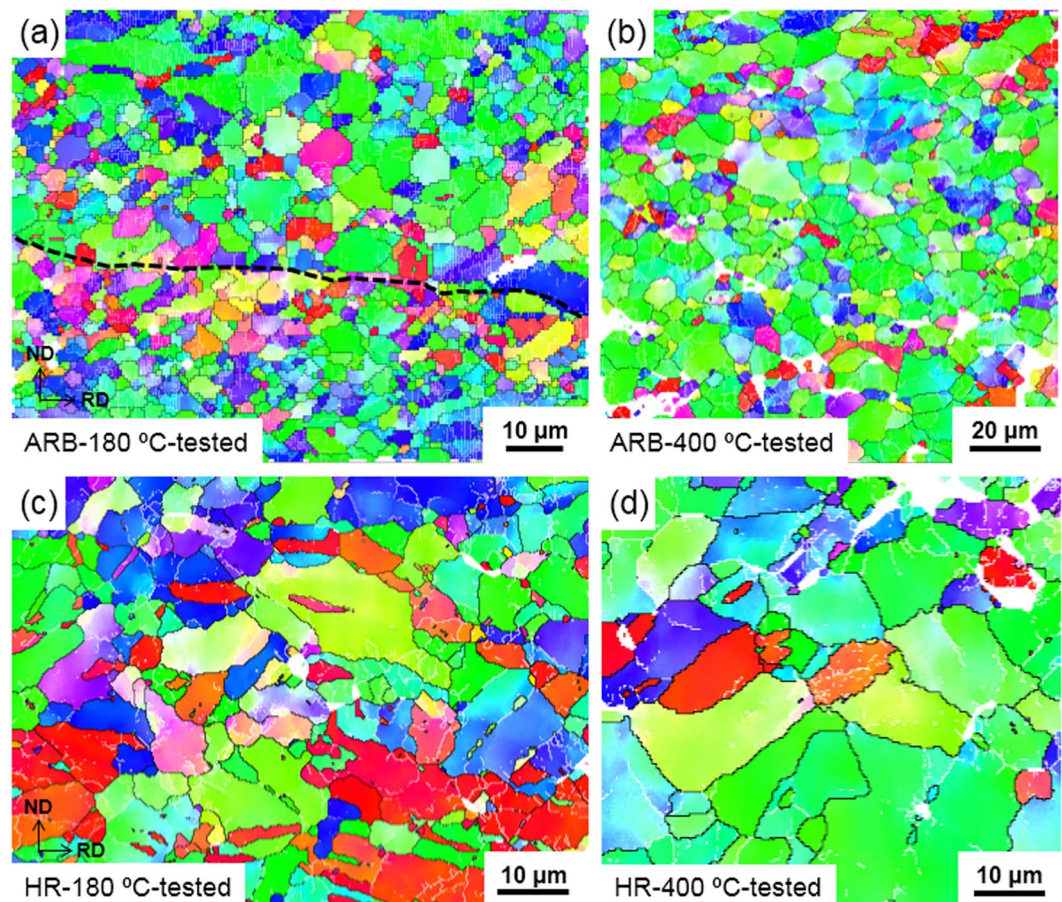 (a)
(b)
ND
RD
ARB-180 ºC-tested
10 µm
ARB-400 ºC-tested
20 µm
(c)
(d)
ND
RD
HR-180 ºC-tested
10 µm
HR-400 ºC-tested
10 µm